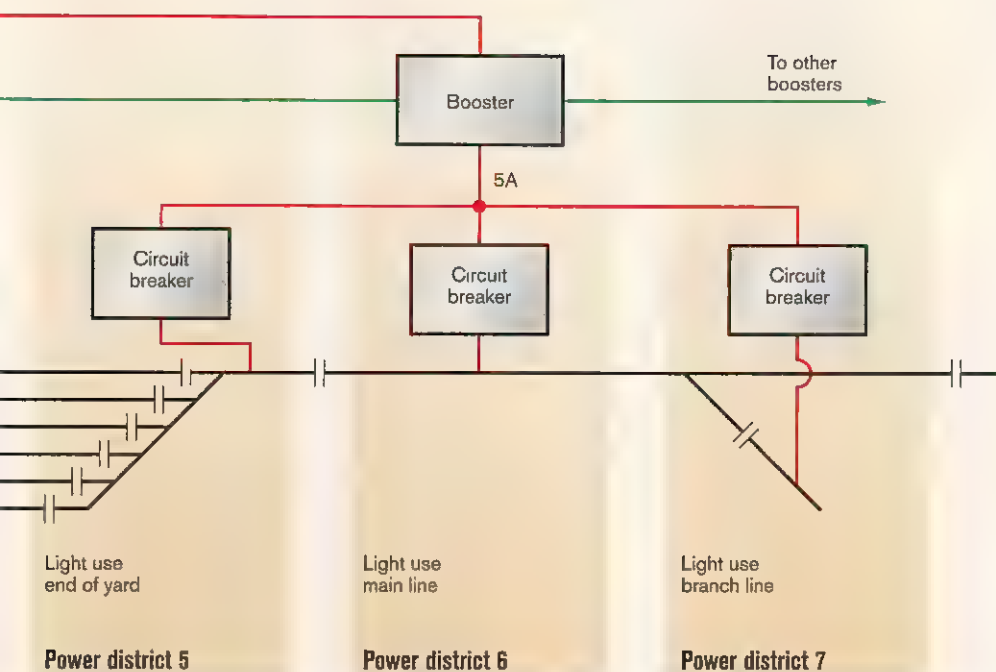 To other
boosters
Booster
5A
Circuit
breaker
Circuit
breaker
Circuit
breaker
Light use
end of yard
Light use
main line
Light use
branch line
Power district 5
Power district 6
Power district 7